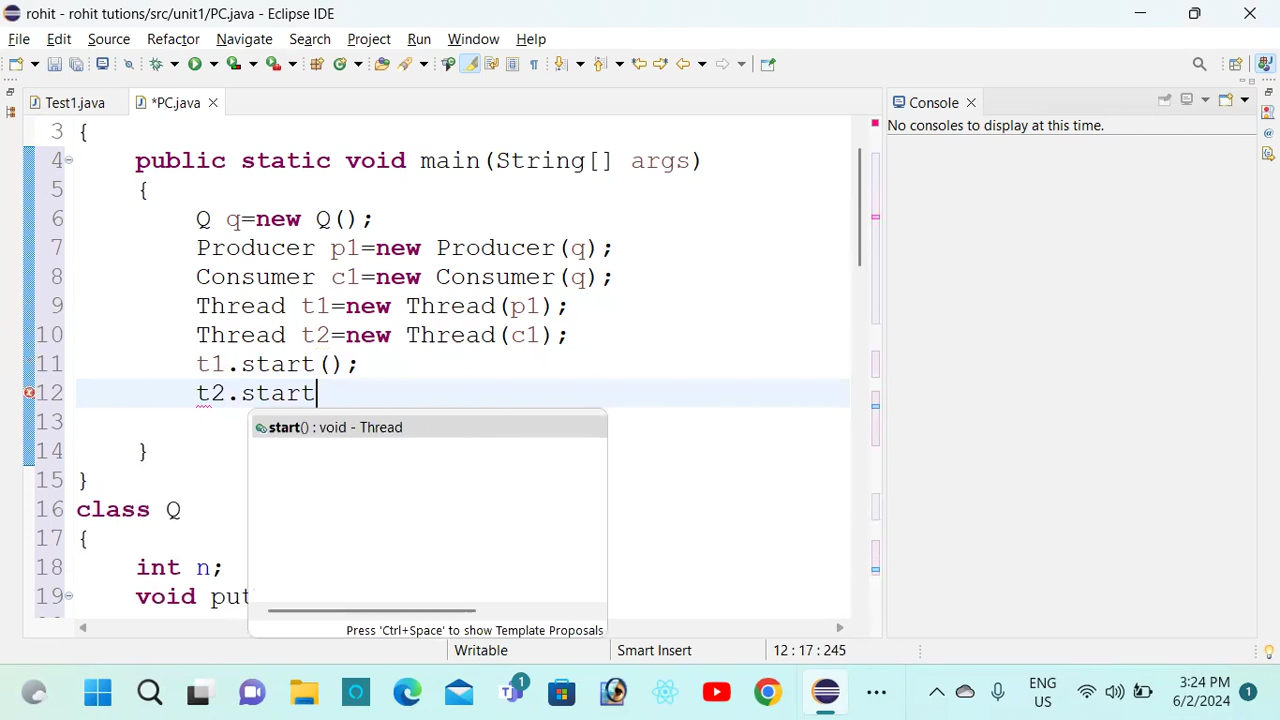 rohit - rohit tutions/src/unit1/PC.java - Eclipse IDE
File Edit Source Refactor Navigate Search Project Run Window Help
Test1.java *PC.java
Console
No consoles to display at this time.
3 {
4 public static void main(String[] args)
5 {
6 Q q=new Q();
7 Producer p1=new Producer(q);
8 Consumer c1=new Consumer(q);
9 Thread t1=new Thread(p1);
10 Thread t2=new Thread(c1);
11 t1.start();
12 t2.start
start() : void - Thread
13
14 }
15 }
16 class Q
17 {
18 int n;
19 void put
Press 'Ctrl+Space' to show Template Proposals
Writable Smart Insert 12 : 17 : 245
1
ENG
US
3:24 PM
6/2/2024
1